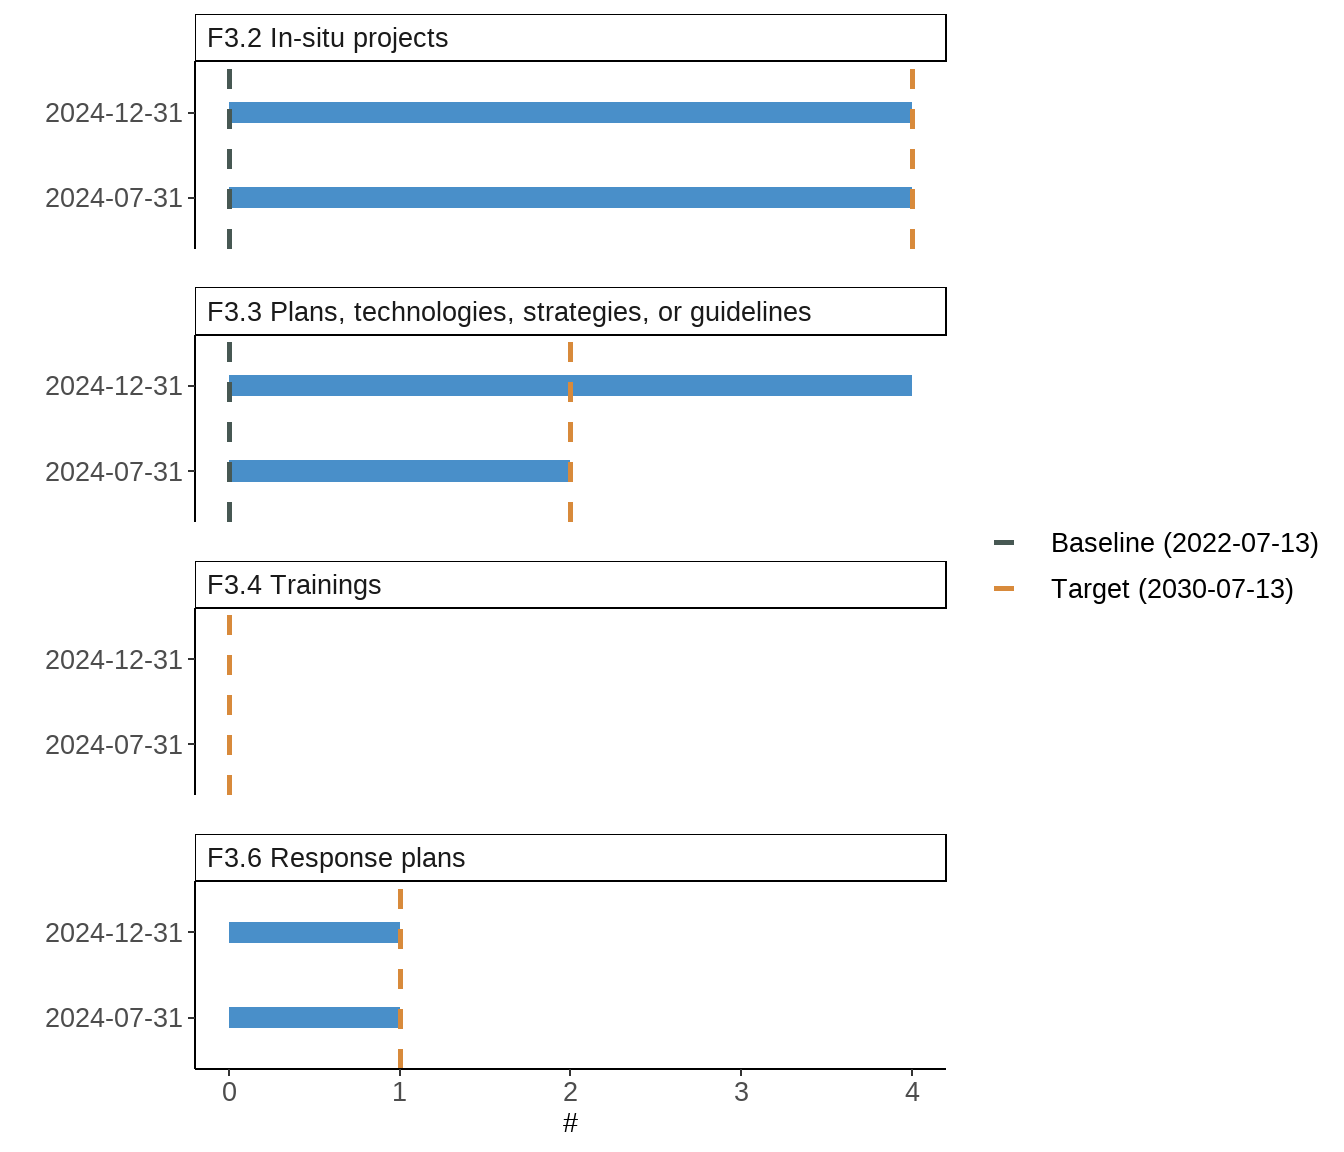 F3.2 In-situ projects
2024-12-31
2024-07-31
F3.3 Plans, technologies, strategies, or guidelines
2024-12-31
2024-07-31
Baseline (2022-07-13)
Target (2030-07-13)
F3.4 Trainings
2024-12-31
2024-07-31
F3.6 Response plans
2024-12-31
2024-07-31
0 1 2 3 4
#